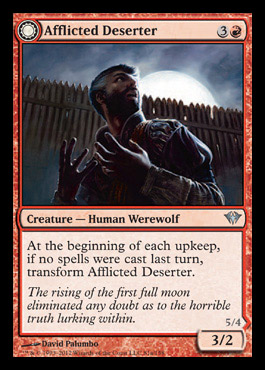 Afflicted Deserter 3
Creature — Human Werewolf
At the beginning of each upkeep,
if no spells were cast last turn,
transform Afflicted Deserter.
The rising of the first full moon
eliminated any doubt as to the horrible
truth lurking within.
5/4
3/2
David Palumbo